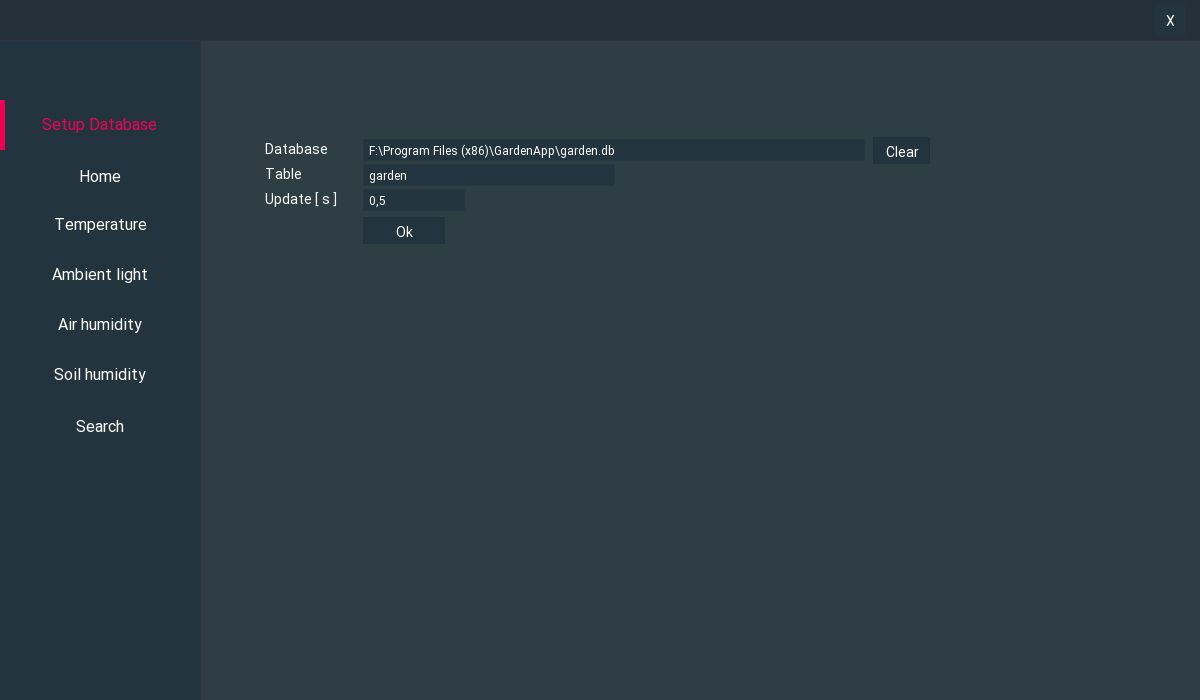 X
Setup Database
Home
Temperature
Ambient light
Air humidity
Soil humidity
Search
Database F:\Program Files (x86)\GardenApp\garden.db Clear
Table garden
Update [ s ] 0,5
Ok